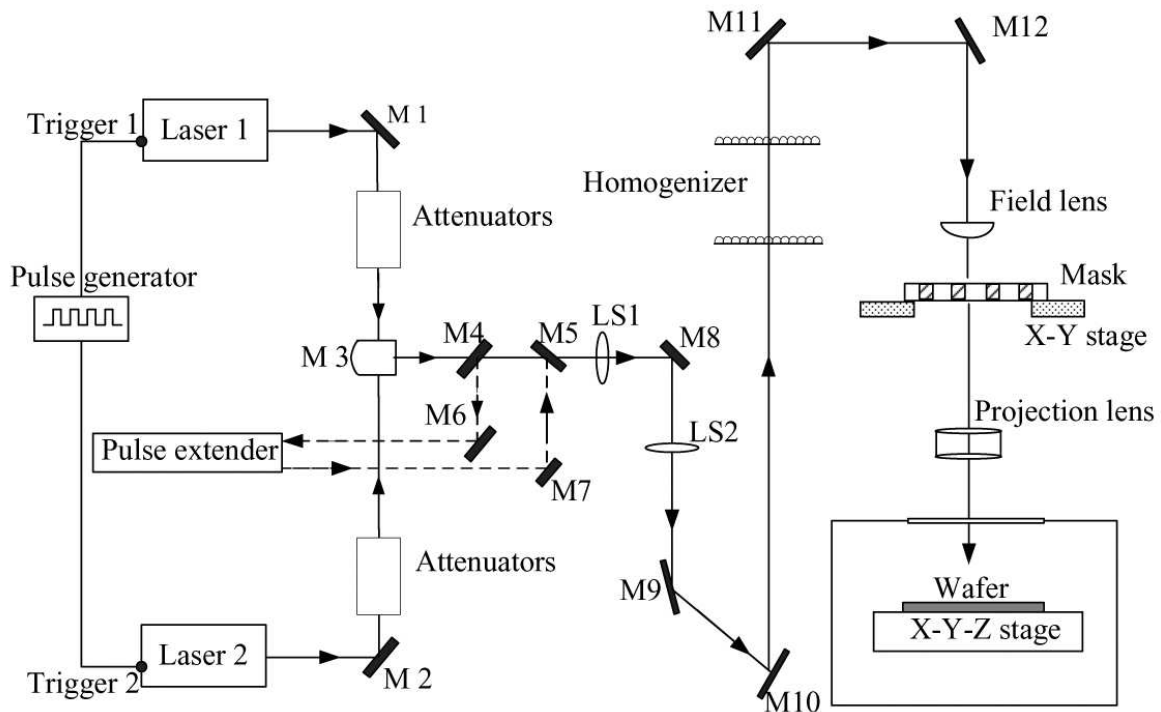 M11
M12
Trigger 1
Laser 1
M 1
Attenuators
Homogenizer
Field lens
Pulse generator
Mask
X-Y stage
M 3
M4
M5
LS1
M8
M6
LS2
Projection lens
Pulse extender
M7
Attenuators
M9
Wafer
X-Y-Z stage
Laser 2
Trigger 2
M 2
M10